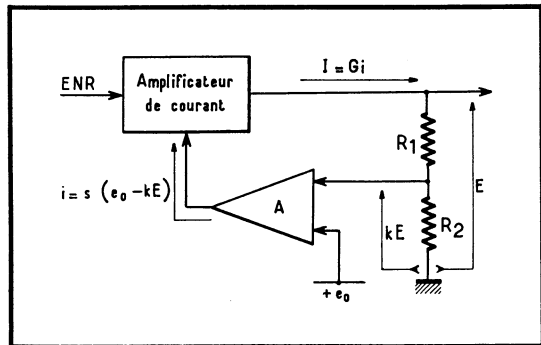 I = Gi
ENR
Amplificateur
de courant
R1
E
i = s (e0 - kE)
A
kE
R2
+ e0